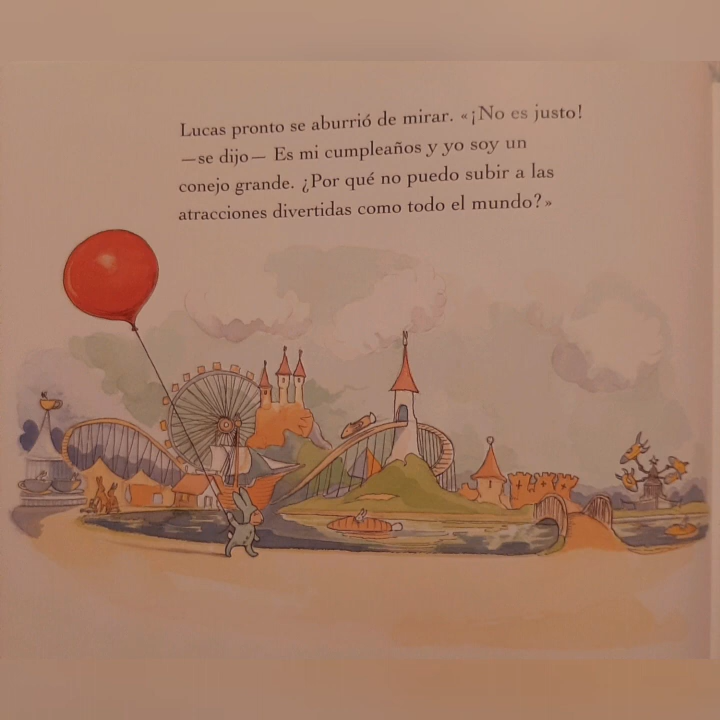 Lucas pronto se aburrió de mirar. «¡No es justo!
—se dijo— Es mi cumpleaños y yo soy un
conejo grande. ¿Por qué no puedo subir a las
atracciones divertidas como todo el mundo?»